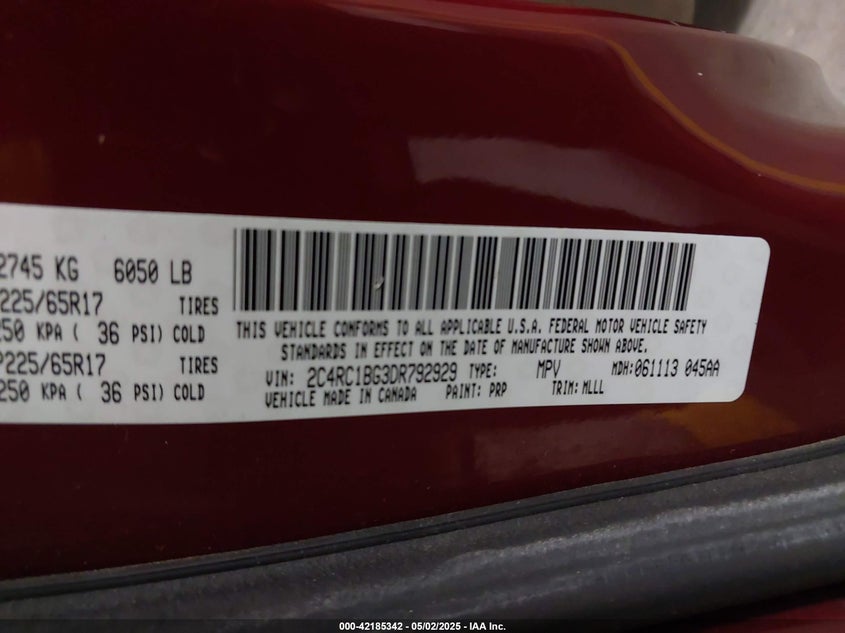 2745 KG 6050 LB
225/65R17 TIRES
250 KPA ( 36 PSI) COLD
P225/65R17 TIRES
250 KPA ( 36 PSI) COLD
THIS VEHICLE CONFORMS TO ALL APPLICABLE U.S.A. FEDERAL MOTOR VEHICLE SAFETY
STANDARDS IN EFFECT ON THE DATE OF MANUFACTURE SHOWN ABOVE.
VIN: 2C4RC1BG3DR792929 TYPE: MPV MDH:061113 045AA
VEHICLE MADE IN CANADA PAINT: PRP TRIM: MLLL
000-42185342 — 05/02/2025 - IAA Inc.